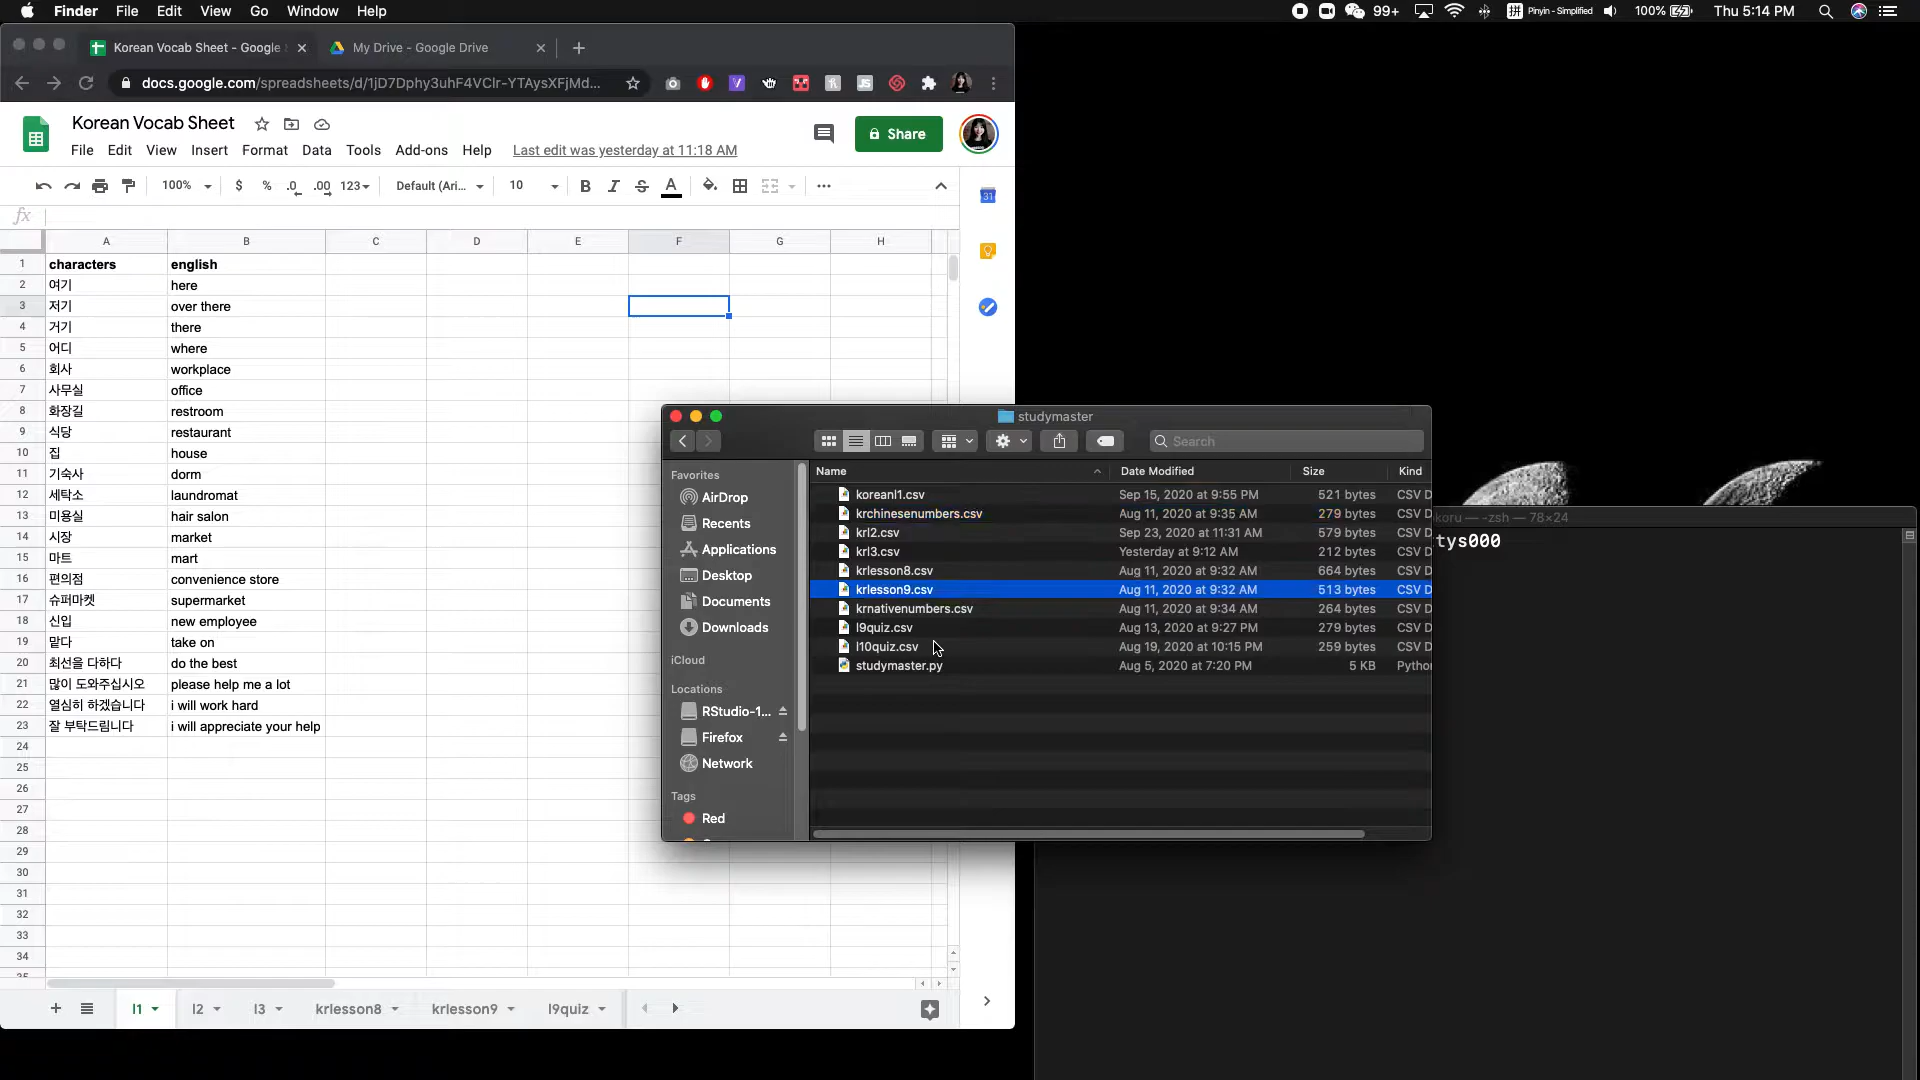 Finder File Edit View Go Window Help
99+ Pinyin - Simplified 100% Thu 5:14 PM
Korean Vocab Sheet - Google
My Drive - Google Drive
docs.google.com/spreadsheets/d/1jD7Dphy3uhF4VClr-YTAysXFjMd...
Korean Vocab Sheet
Share
File Edit View Insert Format Data Tools Add-ons Help Last edit was yesterday at 11:18 AM
100% $ % .0 .00 123 Default (Ari... 10 B I S A
fx
A B C D E F G H
1 characters english
2 여기 here
3 저기 over there
4 거기 there
5 어디 where
6 회사 workplace
7 사무실 office
8 화장길 restroom
9 식당 restaurant
10 집 house
11 기숙사 dorm
12 세탁소 laundromat
13 미용실 hair salon
14 시장 market
15 마트 mart
16 편의점 convenience store
17 슈퍼마켓 supermarket
18 신입 new employee
19 맡다 take on
20 최선을 다하다 do the best
21 많이 도와주십시오 please help me a lot
22 열심히 하겠습니다 i will work hard
23 잘 부탁드림니다 i will appreciate your help
24
25
26
27
28
29
30
31
32
33
34
35
l1 l2 l3 krlesson8 krlesson9 l9quiz
31
studymaster
Search
Favorites
AirDrop
Recents
Applications
Desktop
Documents
Downloads
iCloud
Locations
RStudio-1...
Firefox
Network
Tags
Red
Name Date Modified Size Kind
koreanl1.csv Sep 15, 2020 at 9:55 PM 521 bytes CSV D
krchinesenumbers.csv Aug 11, 2020 at 9:35 AM 279 bytes CSV D
krl2.csv Sep 23, 2020 at 11:31 AM 579 bytes CSV D
krl3.csv Yesterday at 9:12 AM 212 bytes CSV D
krlesson8.csv Aug 11, 2020 at 9:32 AM 664 bytes CSV D
krlesson9.csv Aug 11, 2020 at 9:32 AM 513 bytes CSV D
krnativenumbers.csv Aug 11, 2020 at 9:34 AM 264 bytes CSV D
l9quiz.csv Aug 13, 2020 at 9:27 PM 279 bytes CSV D
l10quiz.csv Aug 19, 2020 at 10:15 PM 259 bytes CSV D
studymaster.py Aug 5, 2020 at 7:20 PM 5 KB Pytho
okoru — -zsh — 78×24
tys000